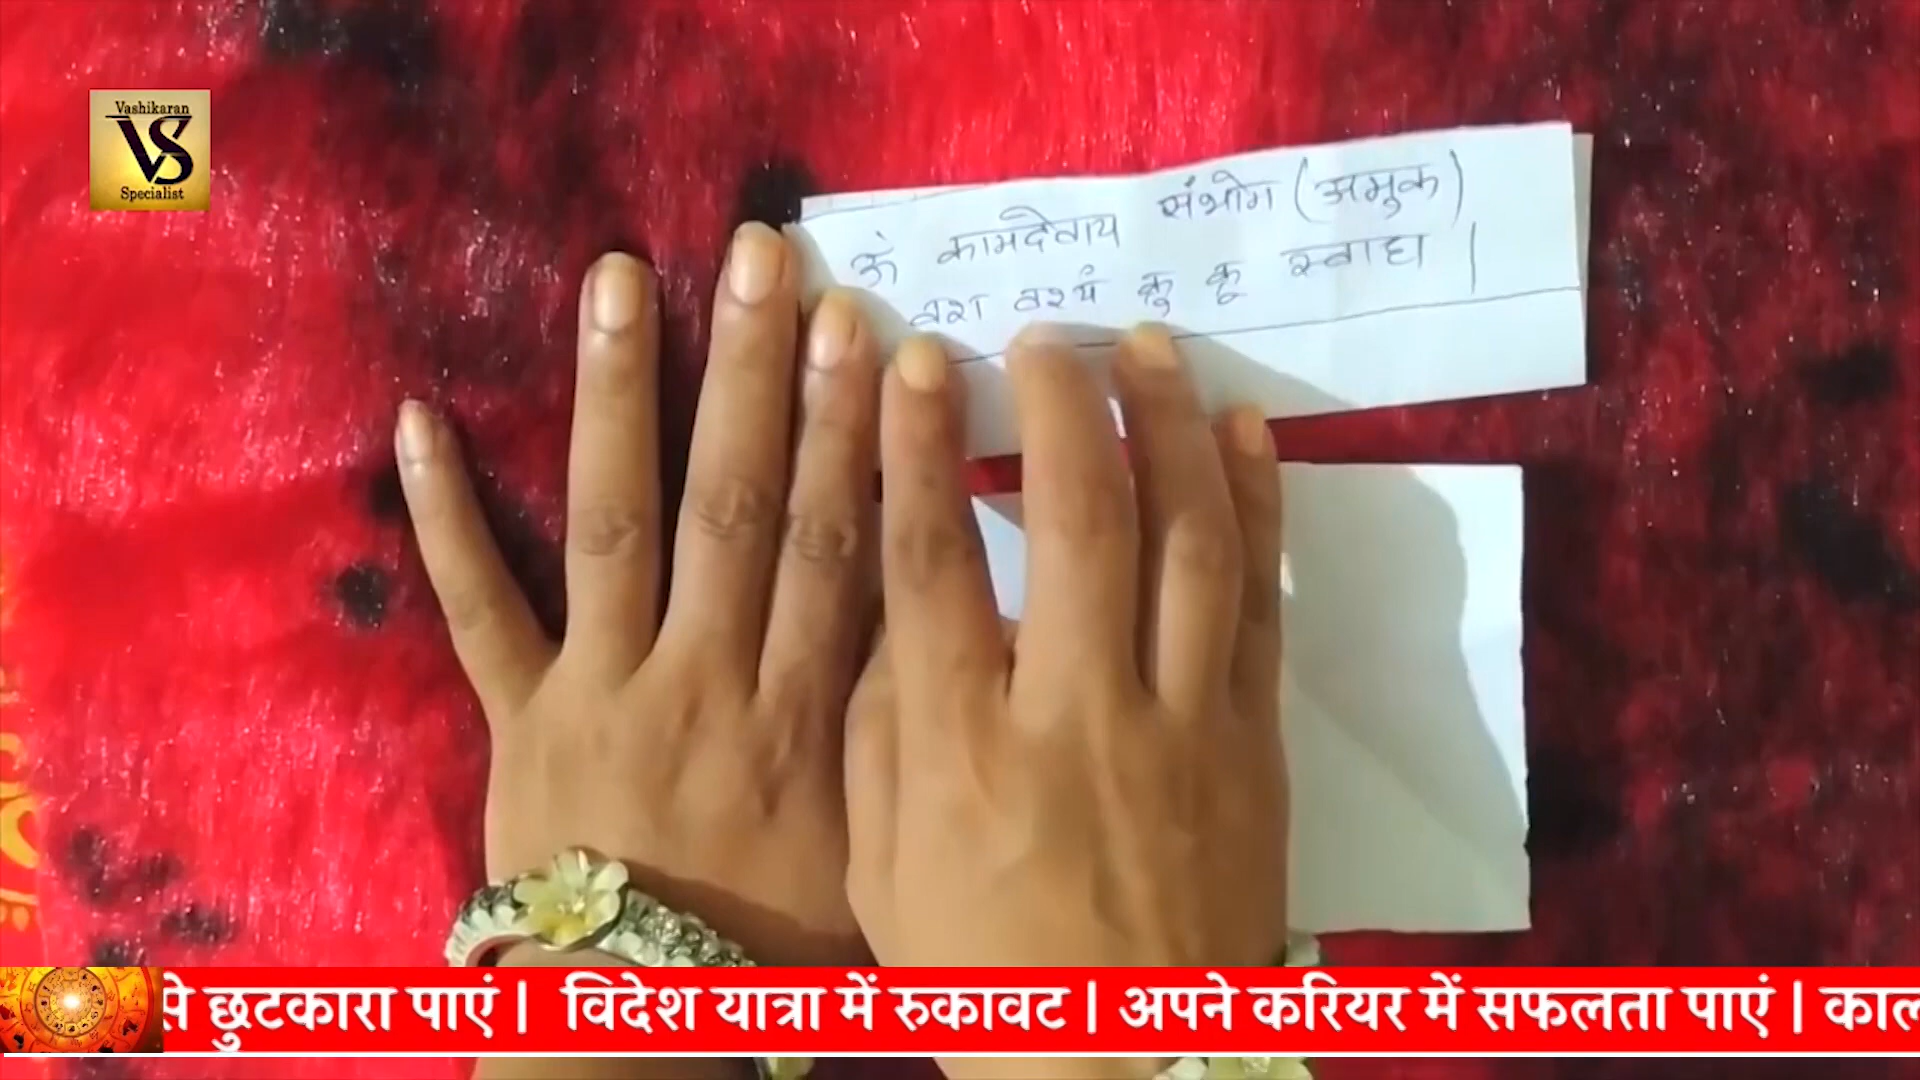 Vashikaran
VS
Specialist
ॐ कामदेवाय संभोग (अमुक)
वश वश्यं कु कू स्वाहा |
से छुटकारा पाएं | विदेश यात्रा में रुकावट | अपने करियर में सफलता पाएं | काल